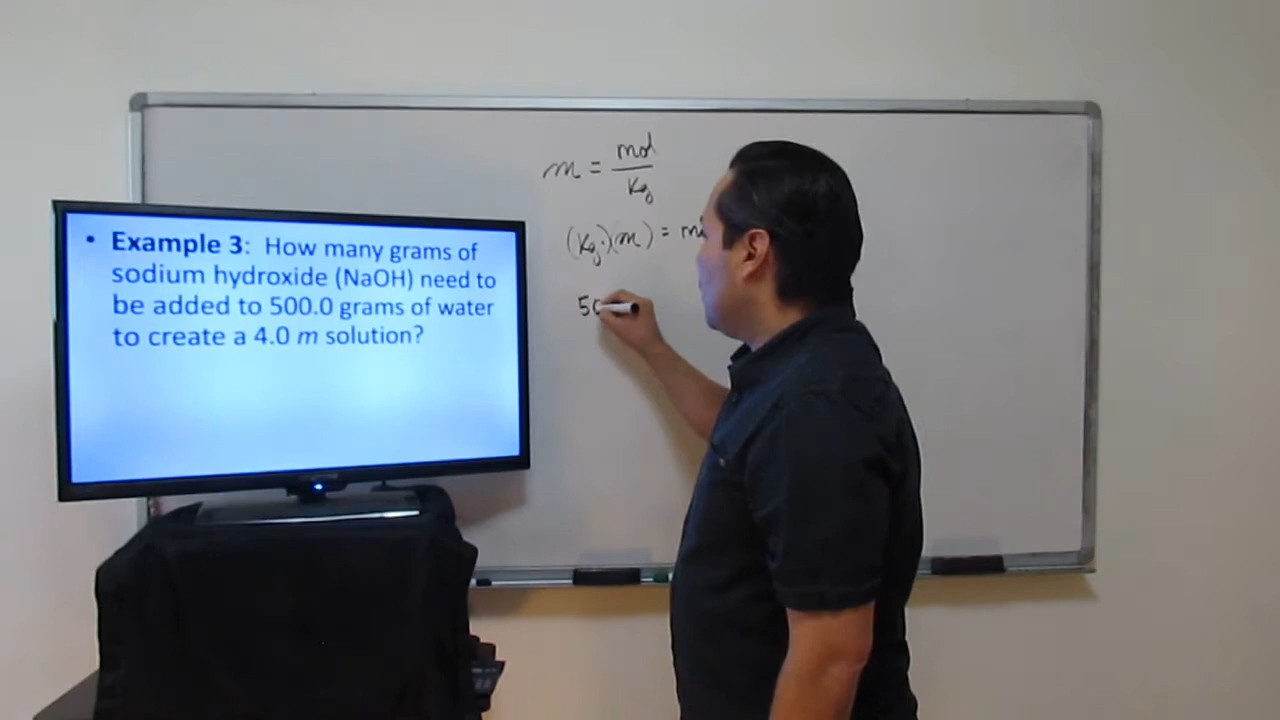 • Example 3: How many grams of
sodium hydroxide (NaOH) need to
be added to 500.0 grams of water
to create a 4.0 m solution?
m = mol/kg
(kg)(m) = m
50